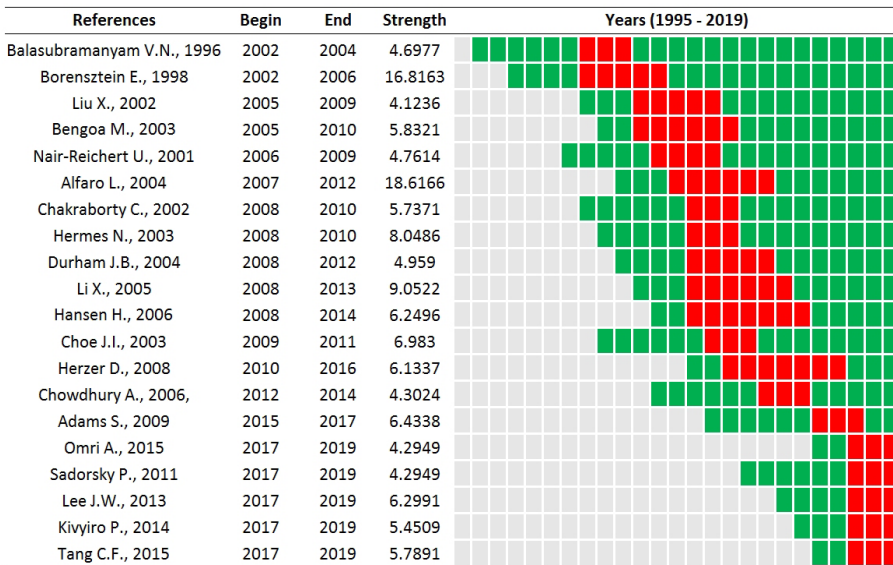 References Begin End Strength Years (1995 - 2019)
Balasubramanyam V.N., 1996 2002 2004 4.6977
Borensztein E., 1998 2002 2006 16.8163
Liu X., 2002 2005 2009 4.1236
Bengoa M., 2003 2005 2010 5.8321
Nair-Reichert U., 2001 2006 2009 4.7614
Alfaro L., 2004 2007 2012 18.6166
Chakraborty C., 2002 2008 2010 5.7371
Hermes N., 2003 2008 2010 8.0486
Durham J.B., 2004 2008 2012 4.959
Li X., 2005 2008 2013 9.0522
Hansen H., 2006 2008 2014 6.2496
Choe J.I., 2003 2009 2011 6.983
Herzer D., 2008 2010 2016 6.1337
Chowdhury A., 2006, 2012 2014 4.3024
Adams S., 2009 2015 2017 6.4338
Omri A., 2015 2017 2019 4.2949
Sadorsky P., 2011 2017 2019 4.2949
Lee J.W., 2013 2017 2019 6.2991
Kivyiro P., 2014 2017 2019 5.4509
Tang C.F., 2015 2017 2019 5.7891